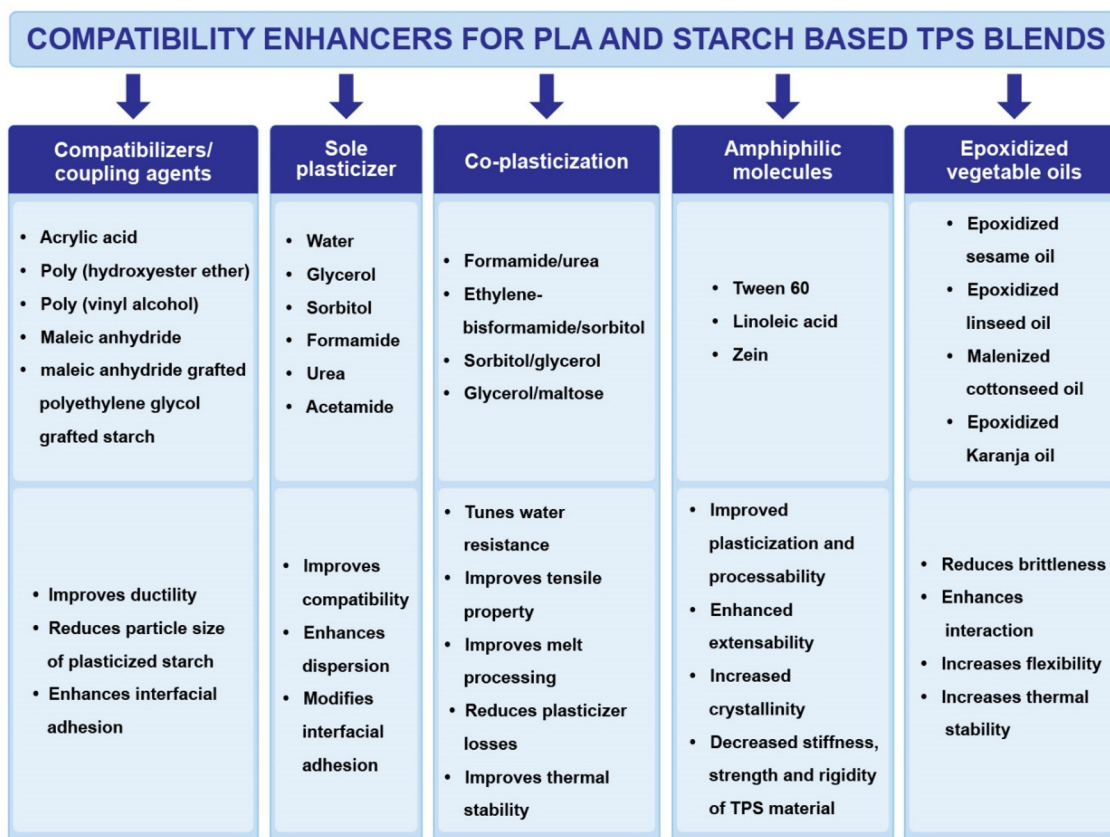 COMPATIBILITY ENHANCERS FOR PLA AND STARCH BASED TPS BLENDS
Compatibilizers/
coupling agents
• Acrylic acid
• Poly (hydroxyester ether)
• Poly (vinyl alcohol)
• Maleic anhydride
• maleic anhydride grafted
polyethylene glycol
grafted starch
• Improves ductility
• Reduces particle size
of plasticized starch
• Enhances interfacial
adhesion
Sole
plasticizer
• Water
• Glycerol
• Sorbitol
• Formamide
• Urea
• Acetamide
• Improves
compatibility
• Enhances
dispersion
• Modifies
interfacial
adhesion
Co-plasticization
• Formamide/urea
• Ethylene-
bisformamide/sorbitol
• Sorbitol/glycerol
• Glycerol/maltose
• Tunes water
resistance
• Improves tensile
property
• Improves melt
processing
• Reduces plasticizer
losses
• Improves thermal
stability
Amphiphilic
molecules
• Tween 60
• Linoleic acid
• Zein
• Improved
plasticization and
processability
• Enhanced
extensability
• Increased
crystallinity
• Decreased stiffness,
strength and rigidity
of TPS material
Epoxidized
vegetable oils
• Epoxidized
sesame oil
• Epoxidized
linseed oil
• Malenized
cottonseed oil
• Epoxidized
Karanja oil
• Reduces brittleness
• Enhances
interaction
• Increases flexibility
• Increases thermal
stability